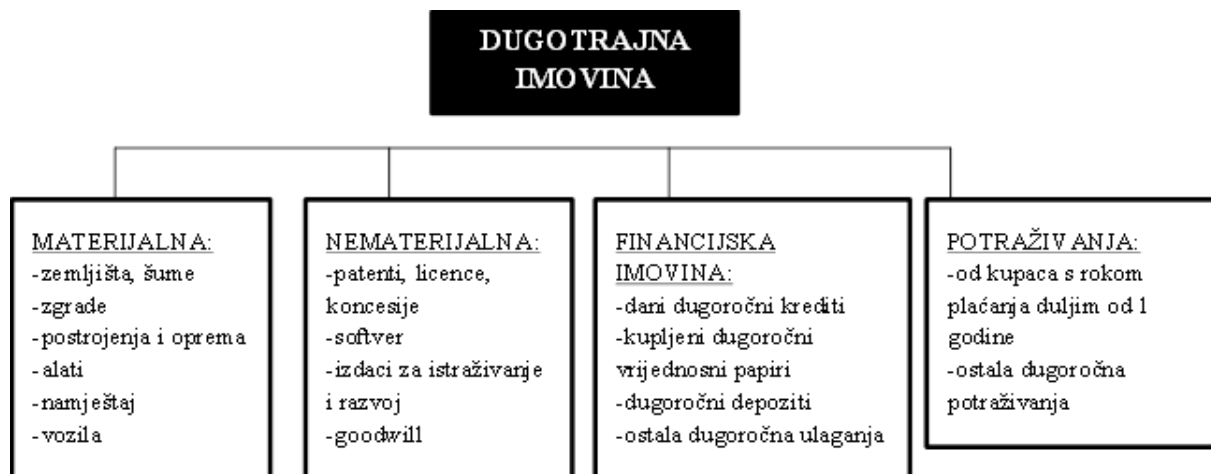 DUGOTRAJNA
IMOVINA
MATERIJALNA:
-zemljišta, šume
-zgrade
-postrojenja i oprema
-alati
-namještaj
-vozila
NEMATERIJALNA:
-patenti, licence,
koncesije
-softver
-izdaci za istraživanje
i razvoj
-goodwill
FINANCIJSKA
IMOVINA:
-dani dugoročni krediti
-kupljeni dugoročni
vrijednosni papiri
-dugoročni depoziti
-ostala dugoročna ulaganja
POTRAŽIVANJA:
-od kupaca s rokom
plaćanja duljim od 1
godine
-ostala dugoročna
potraživanja